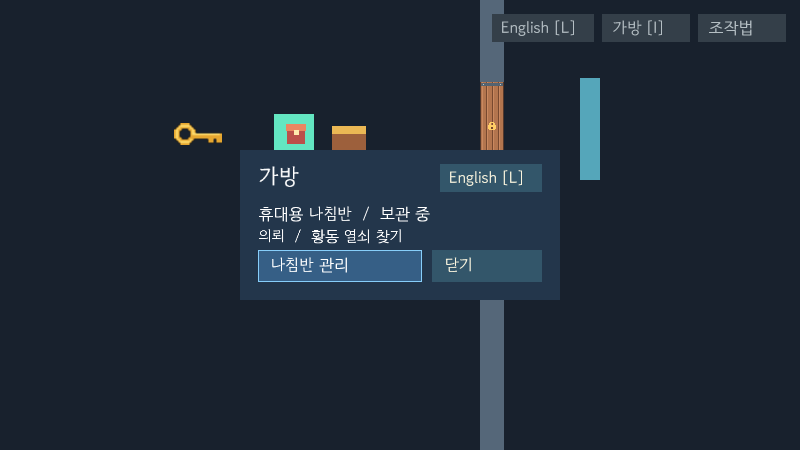 English [L] 가방 [I] 조작법
가방
English [L]
휴대용 나침반 / 보관 중
의뢰 / 황동 열쇠 찾기
나침반 관리 닫기